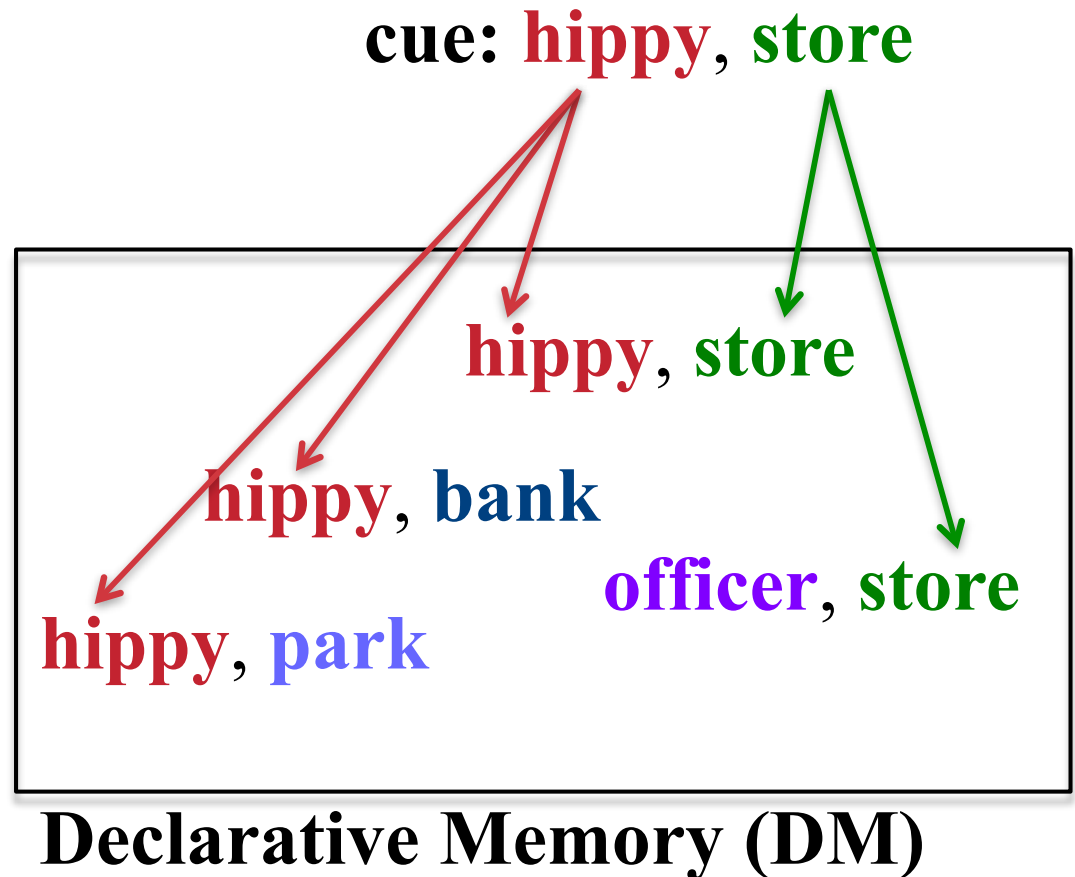 cue: hippy, store
hippy, store
hippy, bank
officer, store
hippy, park
Declarative Memory (DM)